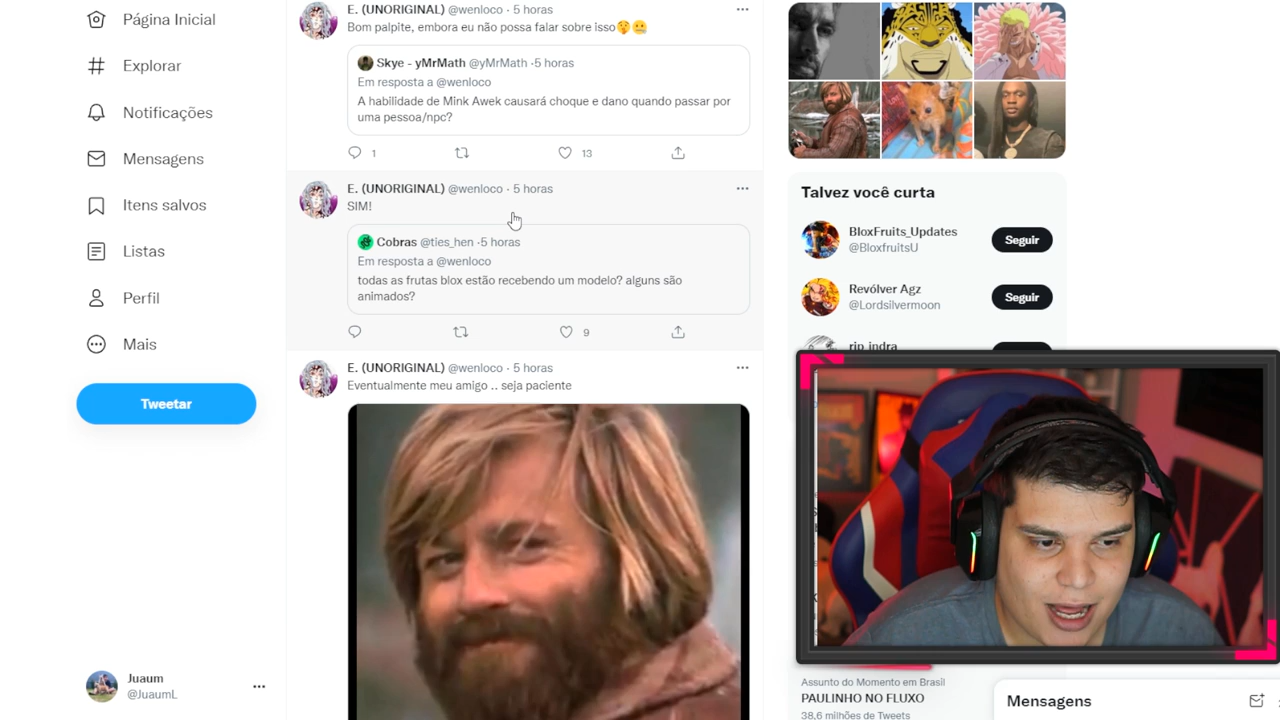 Página Inicial
Explorar
Notificações
Mensagens
Itens salvos
Listas
Perfil
Mais
Tweetar
Juaum
@JuaumL
E. (UNORIGINAL) @wenloco · 5 horas
Bom palpite, embora eu não possa falar sobre isso🤫🤐
Skye - yMrMath @yMrMath ·5 horas
Em resposta a @wenloco
A habilidade de Mink Awek causará choque e dano quando passar por
uma pessoa/npc?
1 13
E. (UNORIGINAL) @wenloco · 5 horas
SIM!
Cobras @ties_hen ·5 horas
Em resposta a @wenloco
todas as frutas blox estão recebendo um modelo? alguns são
animados?
9
E. (UNORIGINAL) @wenloco · 5 horas
Eventualmente meu amigo .. seja paciente
Talvez você curta
BloxFruits_Updates
@BloxfruitsU
Seguir
Revólver Agz
@Lordsilvermoon
Seguir
rip_indra
Assunto do Momento em Brasil
PAULINHO NO FLUXO
38,6 milhões de Tweets
Mensagens